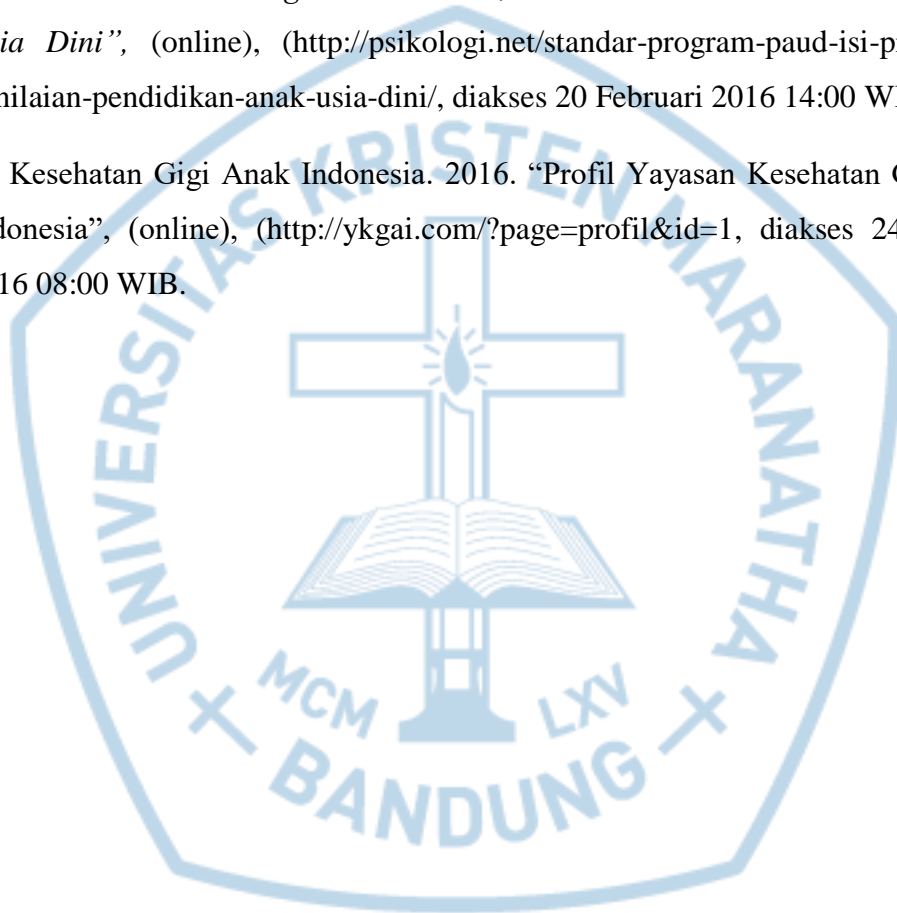 ia Dini”, (online), (http://psikologi.net/standar-program-paud-isi-p
nilaian-pendidikan-anak-usia-dini/, diakses 20 Februari 2016 14:00 W
Kesehatan Gigi Anak Indonesia. 2016. “Profil Yayasan Kesehatan
donesia”, (online), (http://ykgai.com/?page=profil&id=1, diakses 24
16 08:00 WIB.
UNIVERSITAS KRISTEN MARANATHA
MCM LXV
BANDUNG